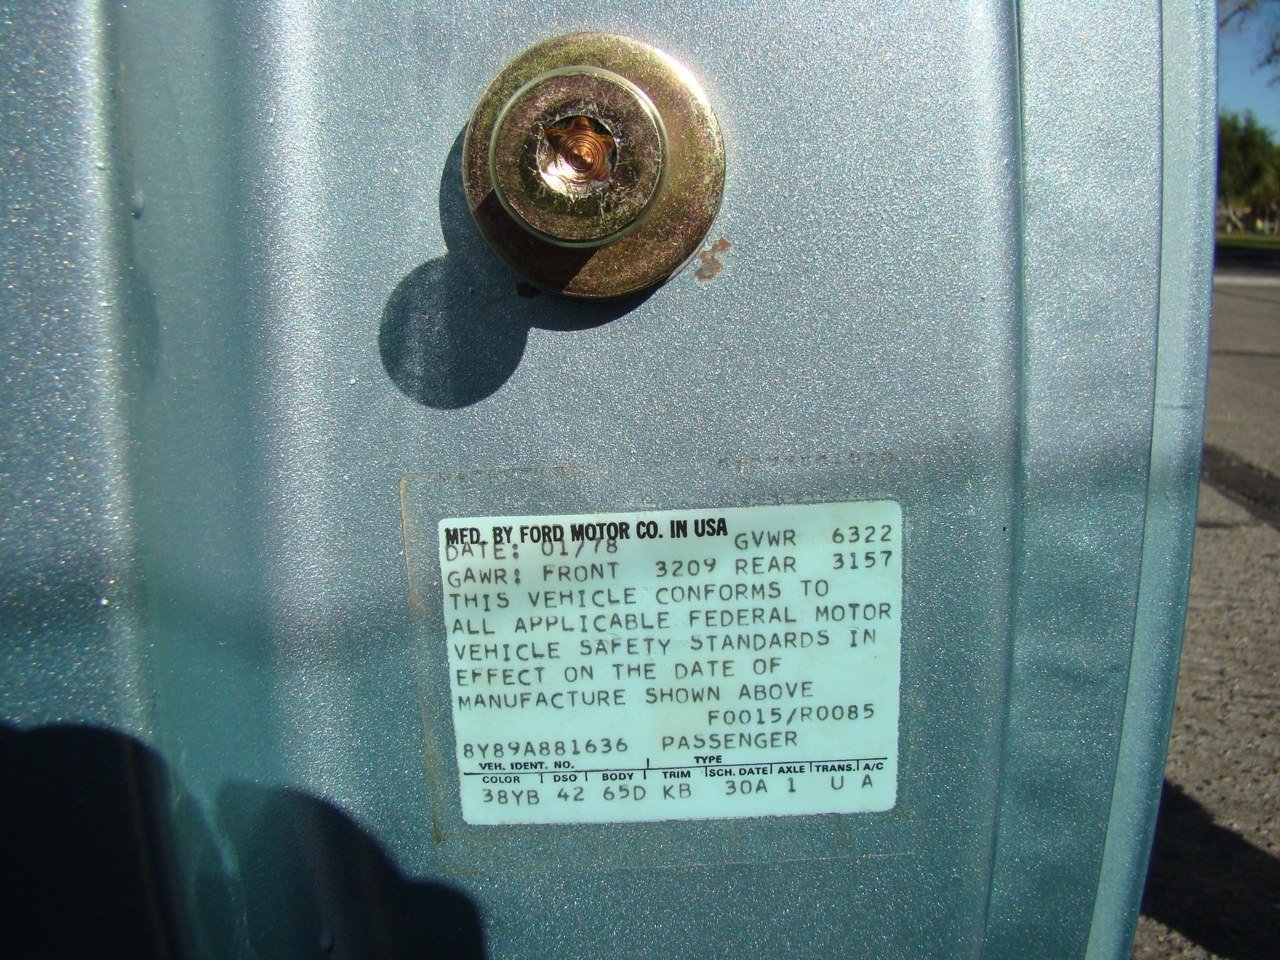 MFD. BY FORD MOTOR CO. IN USA
DATE: 01/78 GVWR 6322
GAWR: FRONT 3209 REAR 3157
THIS VEHICLE CONFORMS TO
ALL APPLICABLE FEDERAL MOTOR
VEHICLE SAFETY STANDARDS IN
EFFECT ON THE DATE OF
MANUFACTURE SHOWN ABOVE
F0015/R0085
8Y89A881636 PASSENGER
VEH. IDENT. NO. TYPE
COLOR DSO BODY TRIM SCH. DATE AXLE TRANS. A/C
38YB 42 65D KB 30A 1 U A